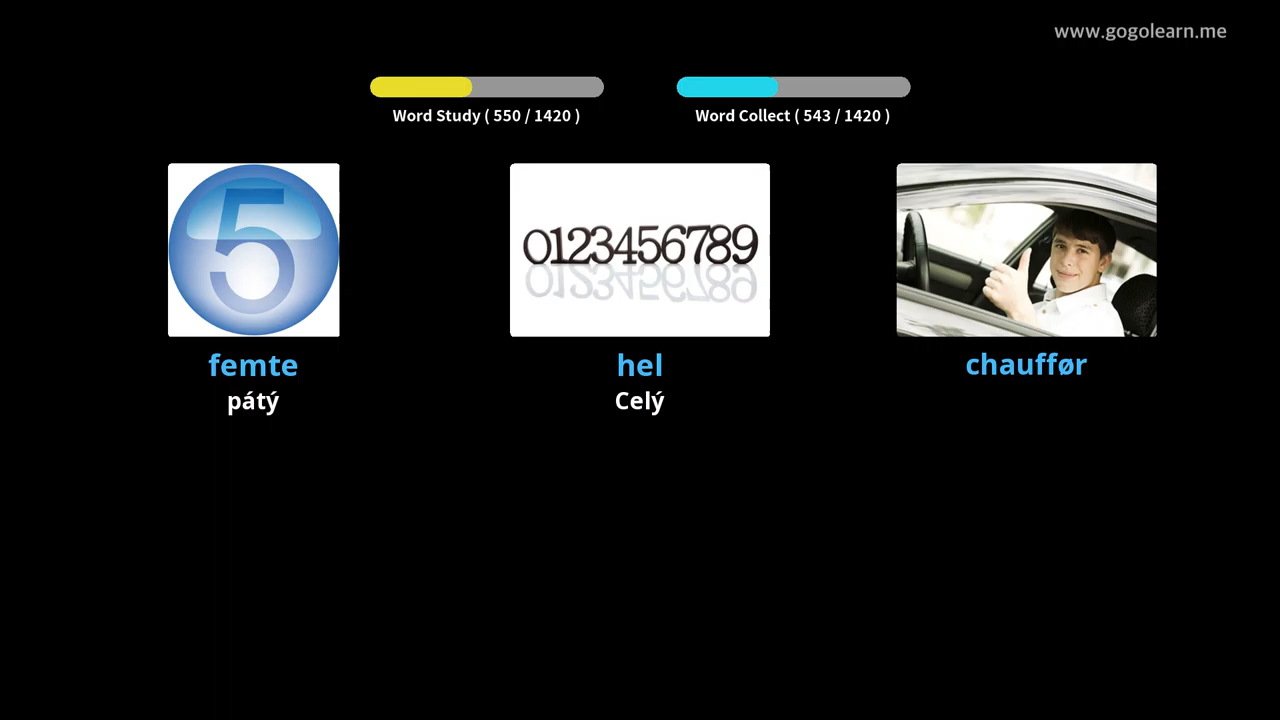 www.gogolearn.me
Word Study ( 550 / 1420 )
Word Collect ( 543 / 1420 )
5
0123456789
femte
hel
chauffør
pátý
Celý